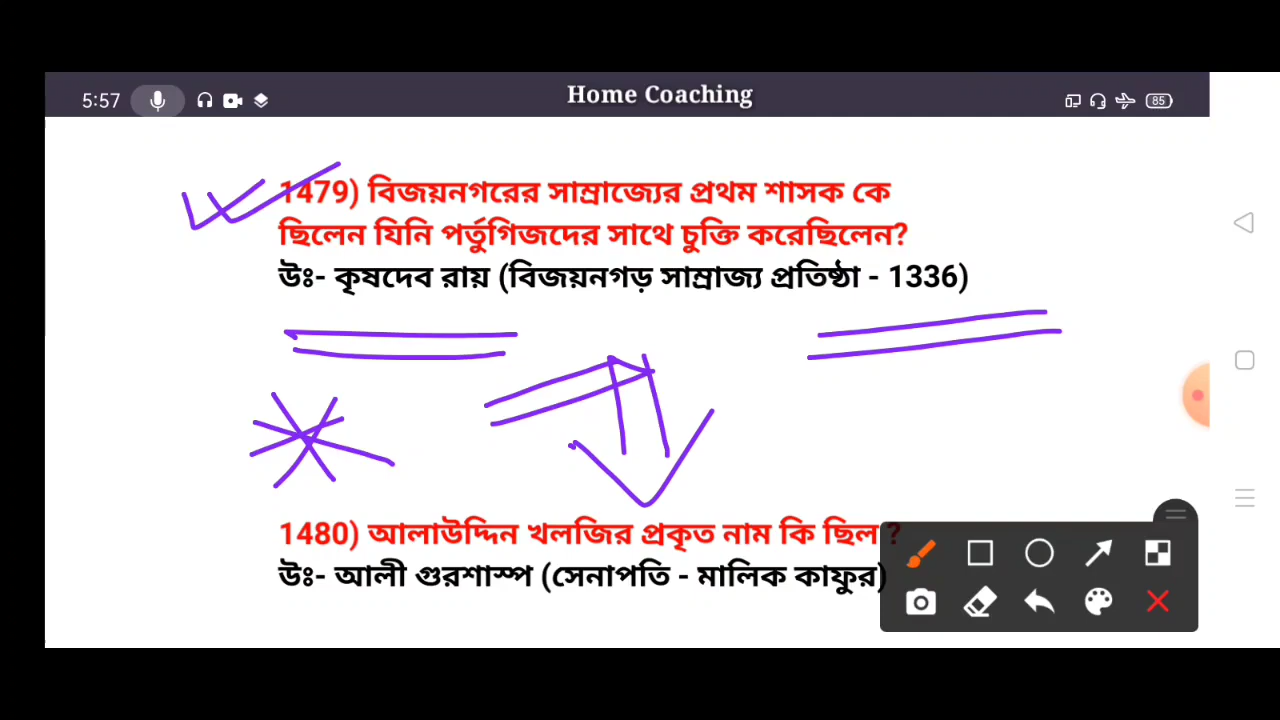 5:57
Home Coaching
85
1479) বিজয়নগরের সাম্রাজ্যের প্রথম শাসক কে
ছিলেন যিনি পর্তুগিজদের সাথে চুক্তি করেছিলেন?
উঃ- কৃষদেব রায় (বিজয়নগড় সাম্রাজ্য প্রতিষ্ঠা - 1336)
1480) আলাউদ্দিন খলজির প্রকৃত নাম কি ছিল ?
উঃ- আলী গুরশাস্প (সেনাপতি - মালিক কাফুর)